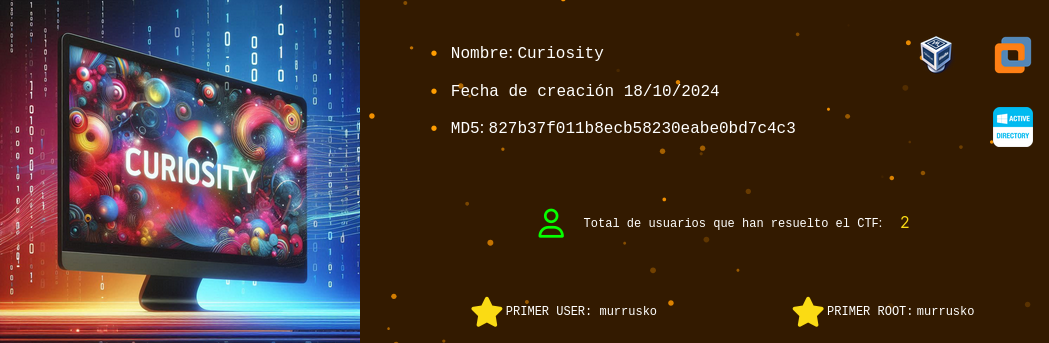 CURIOSITY
Nombre: Curiosity
Fecha de creación 18/10/2024
MD5: 827b37f011b8ecb58230eabe0bd7c4c3
ACTIVE
DIRECTORY
Total de usuarios que han resuelto el CTF: 2
PRIMER USER: murrusko
PRIMER ROOT: murrusko